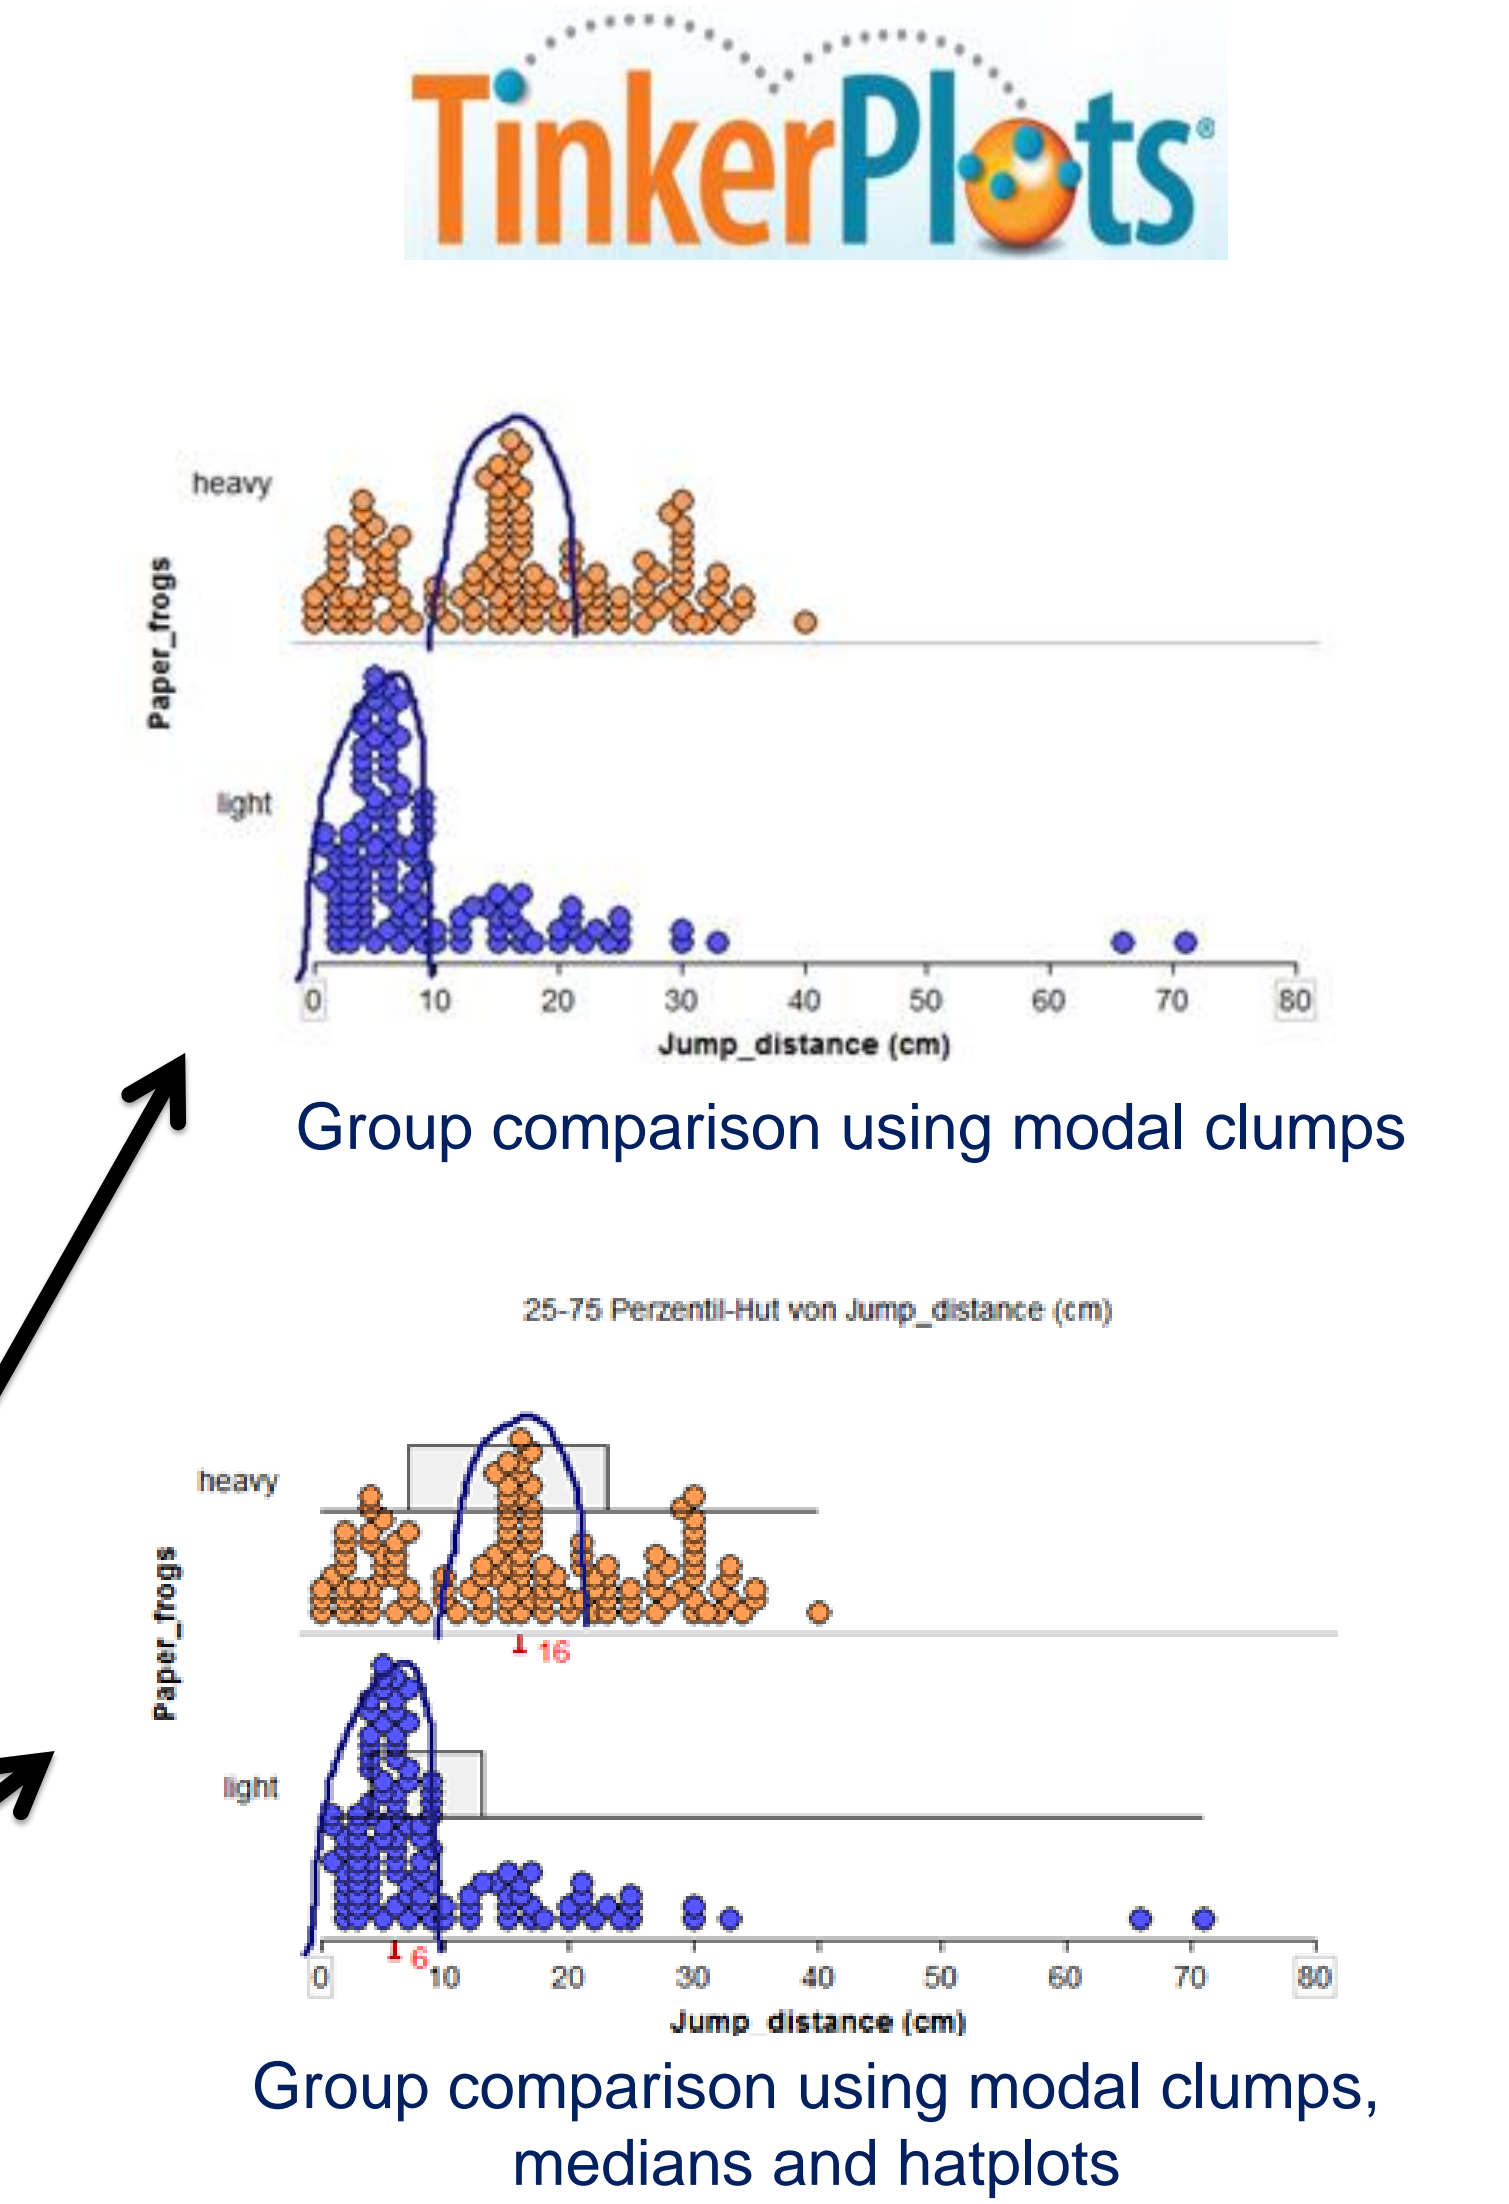 TinkerPlots®
heavy
Paper_frogs
light
0 10 20 30 40 50 60 70 80
Jump_distance (cm)
Group comparison using modal clumps
25-75 Perzentil-Hut von Jump_distance (cm)
heavy
16
Paper_frogs
light
6
0 10 20 30 40 50 60 70 80
Jump_distance (cm)
Group comparison using modal clumps,
medians and hatplots